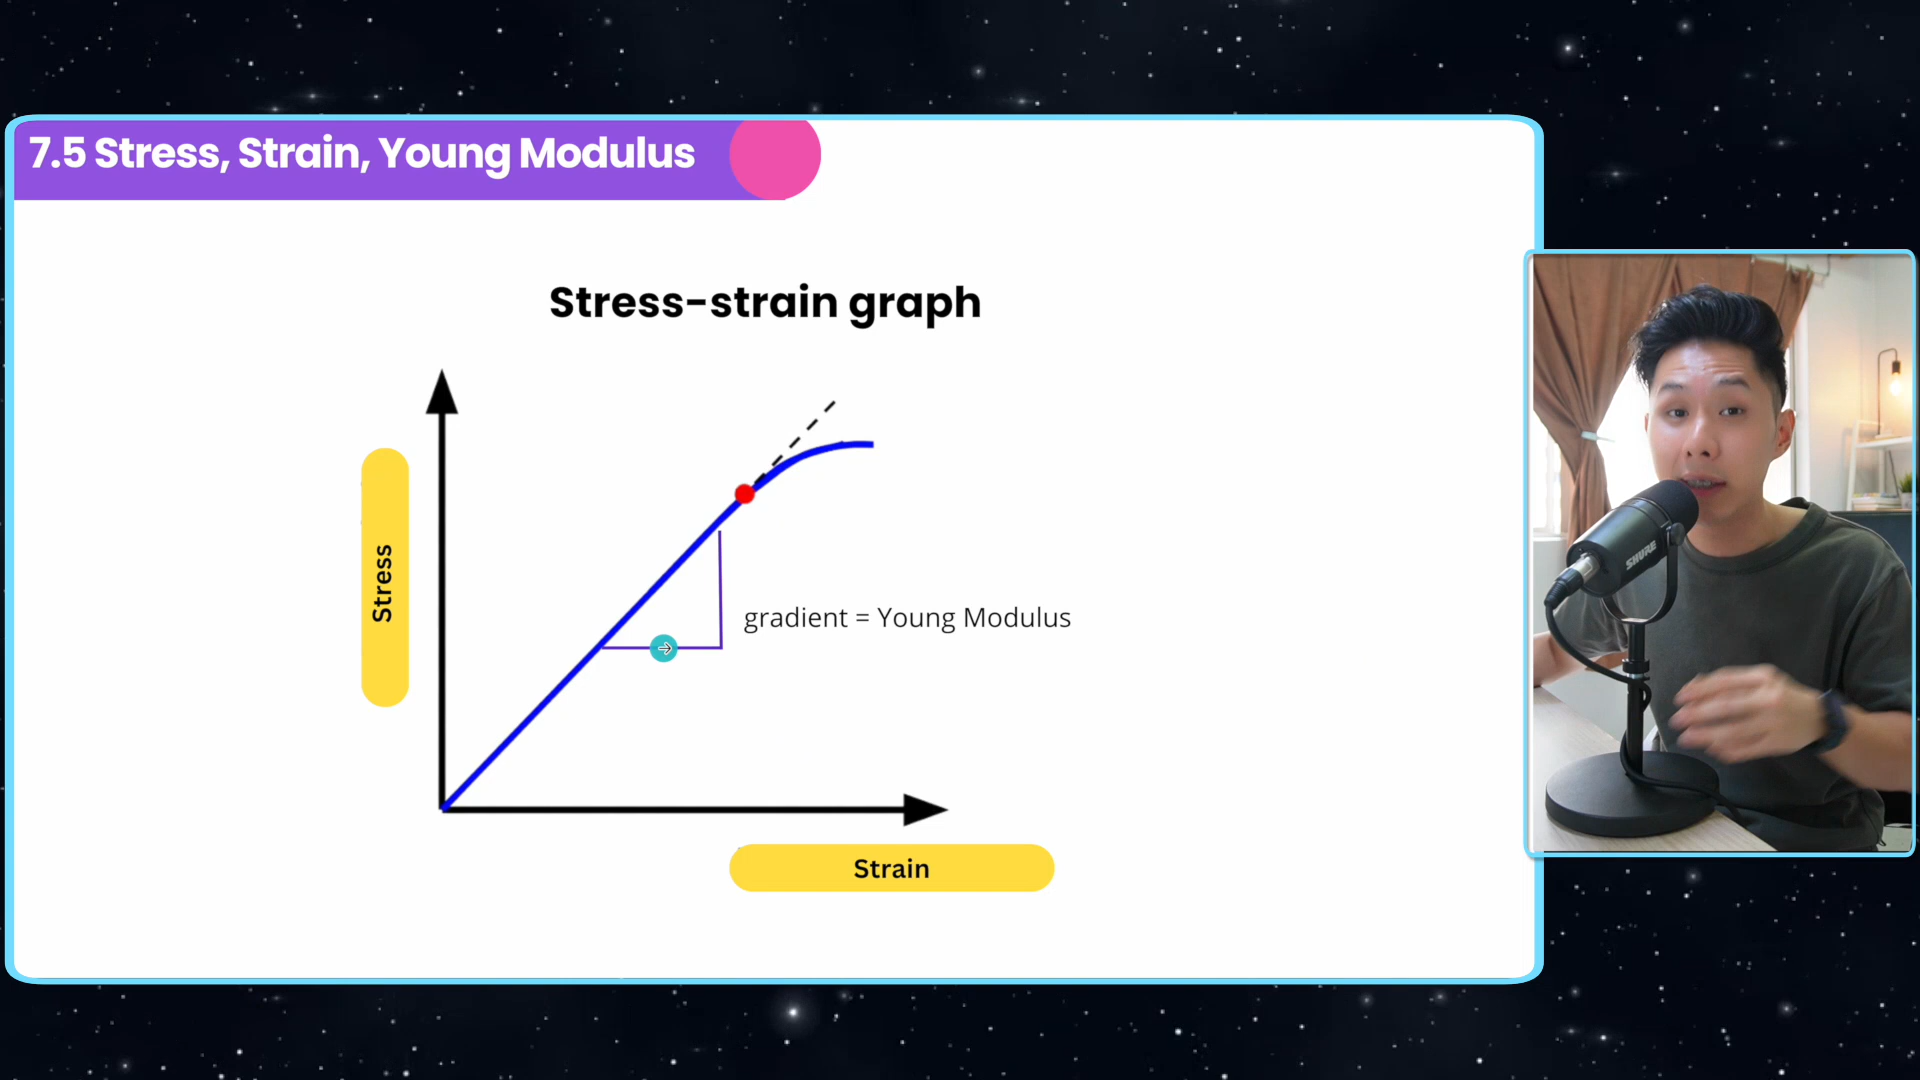 7.5 Stress, Strain, Young Modulus
Stress-strain graph
Stress
gradient = Young Modulus
Strain
SHURE